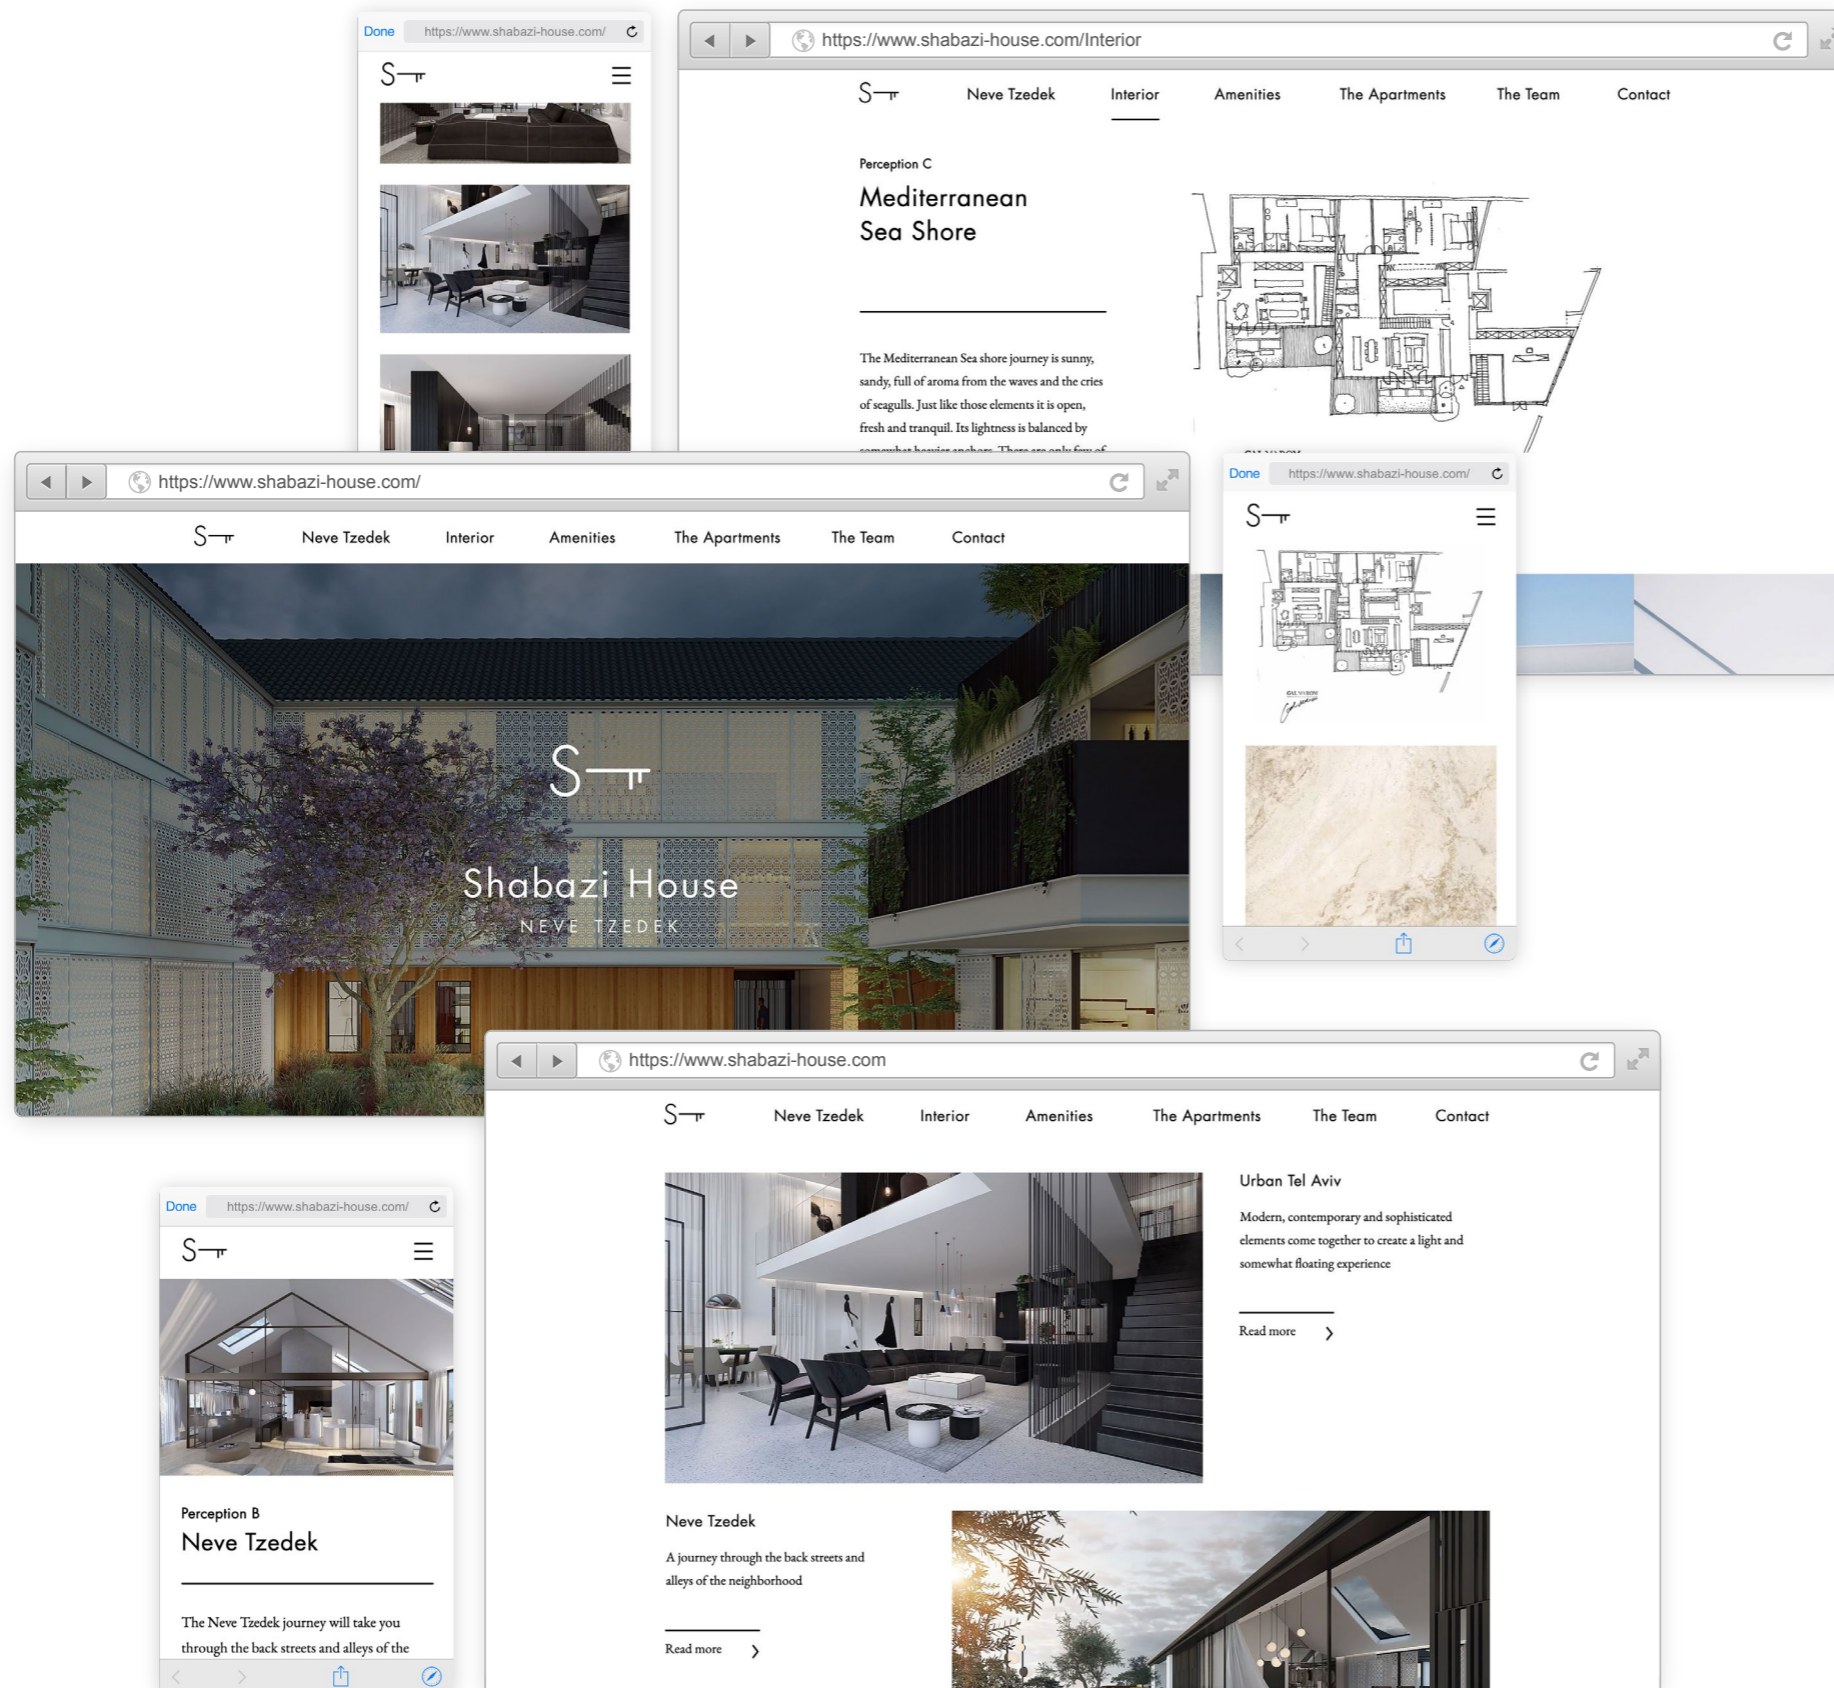 Done
https://www.shabazi-house.com/
https://www.shabazi-house.com/Interior
Neve Tzedek
Interior
Amenities
The Apartments
The Team
Contact
Perception C
Mediterranean
Sea Shore
The Mediterranean Sea shore journey is sunny,
sandy, full of aroma from the waves and the cries
of seagulls. Just like those elements it is open,
fresh and tranquil. Its lightness is balanced by
somewhat heavier anchors. There are only few of
https://www.shabazi-house.com/
Neve Tzedek
Interior
Amenities
The Apartments
The Team
Contact
Shabazi House
NEVE TZEDEK
Done
https://www.shabazi-house.com/
https://www.shabazi-house.com
Neve Tzedek
Interior
Amenities
The Apartments
The Team
Contact
Urban Tel Aviv
Modern, contemporary and sophisticated
elements come together to create a light and
somewhat floating experience
Read more
Neve Tzedek
A journey through the back streets and
alleys of the neighborhood
Read more
Done
https://www.shabazi-house.com/
Perception B
Neve Tzedek
The Neve Tzedek journey will take you
through the back streets and alleys of the